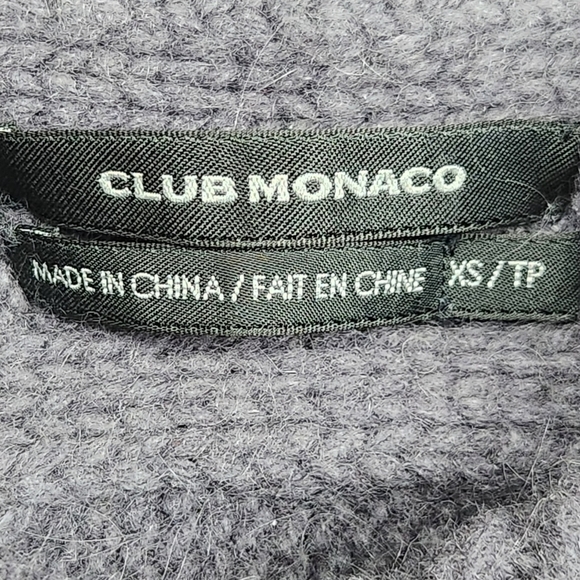 CLUB MONACO
MADE IN CHINA / FAIT EN CHINE XS / TP